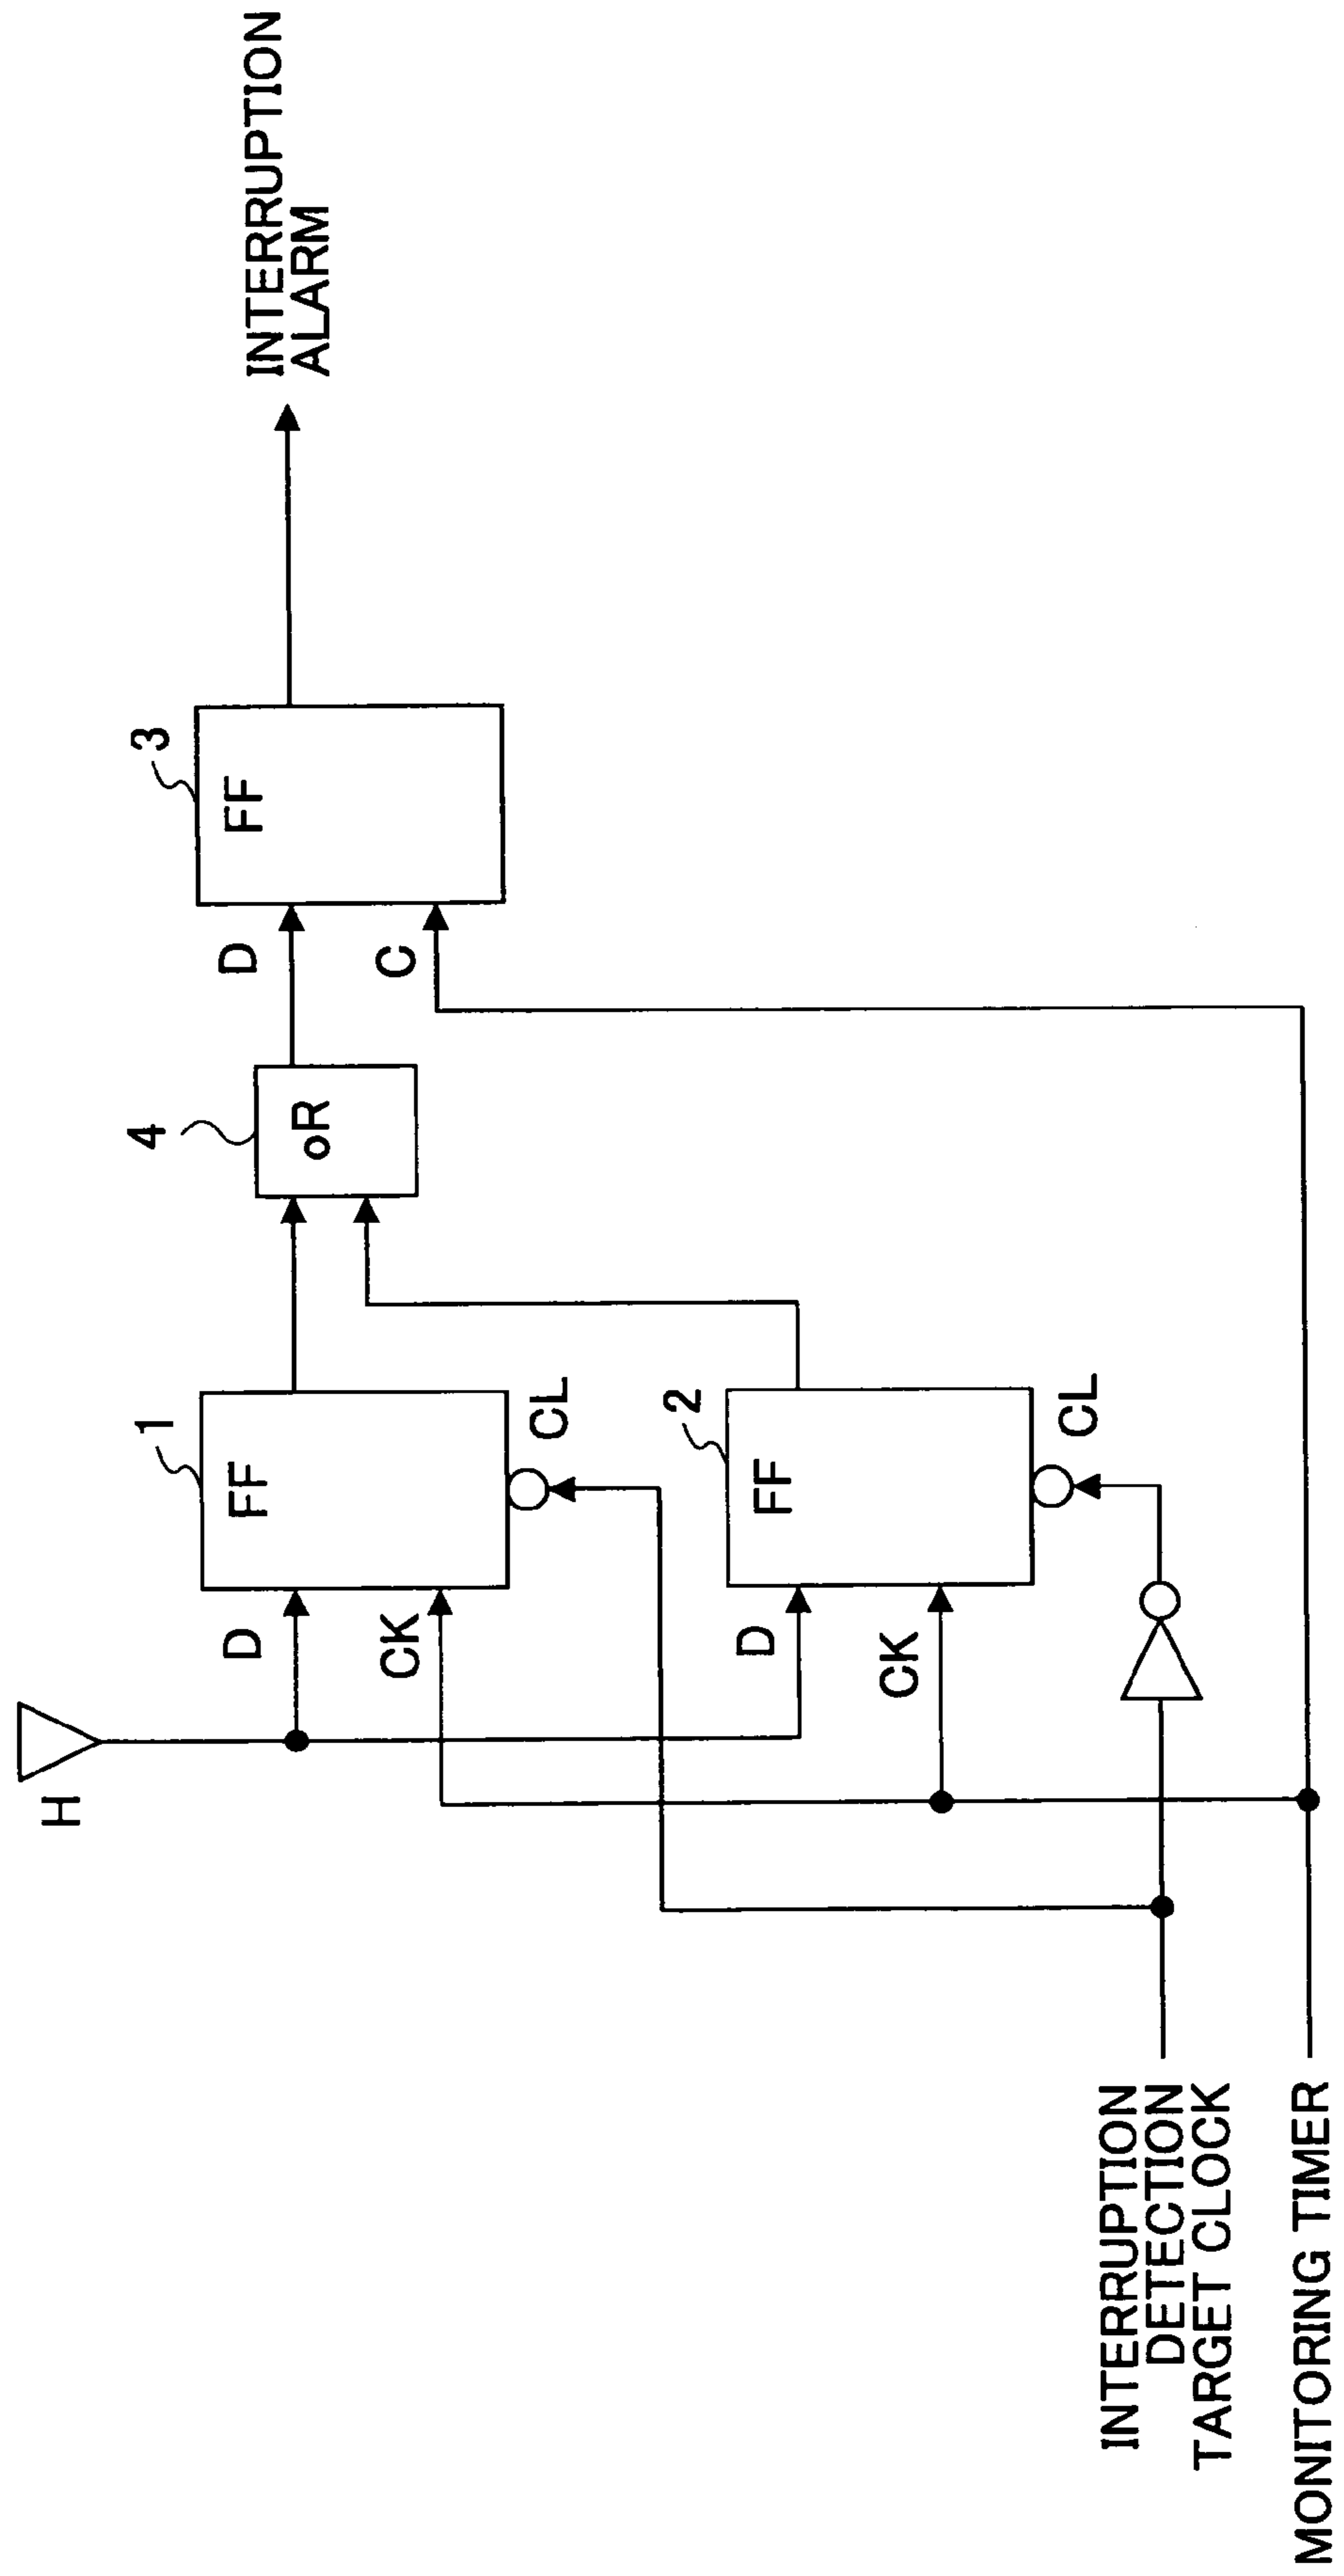 H
1
FF
D
CK
CL
2
FF
D
CK
CL
4
oR
3
FF
D
C
INTERRUPTION
ALARM
INTERRUPTION
DETECTION
TARGET CLOCK
MONITORING TIMER